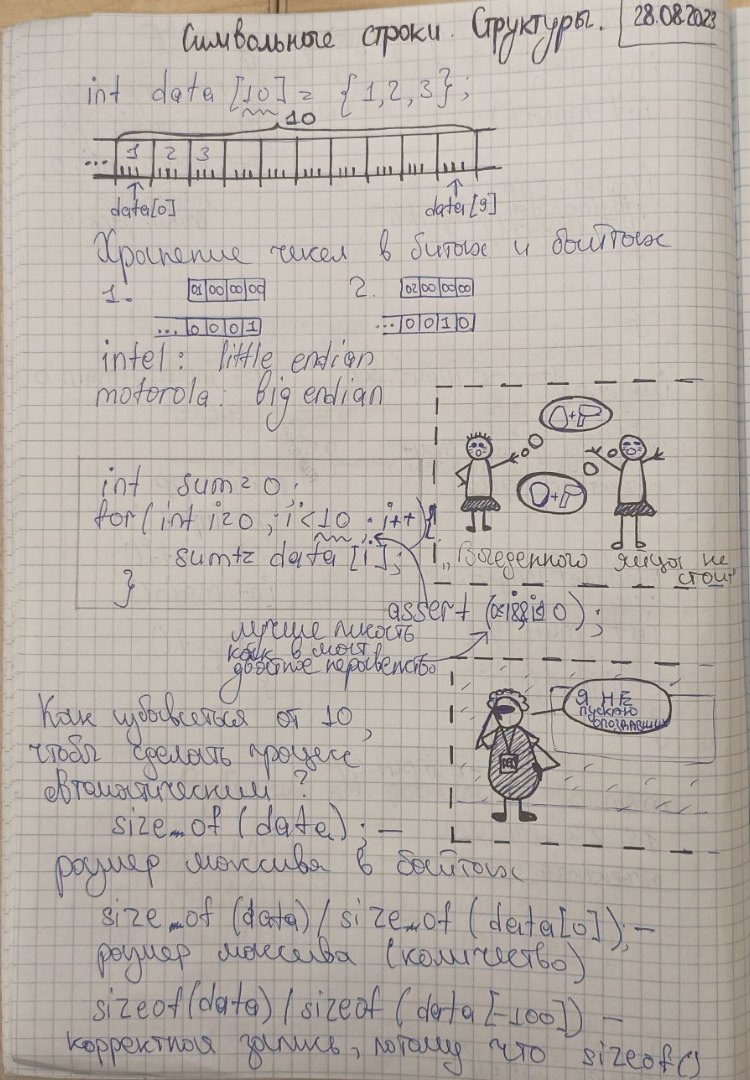 Символьные строки. Структуры.
28.08.2023
int data [10] = {1,2,3};
10
... 1 2 3
data[0] data[9]
Хранение чисел в битах и байтах
1. 01 00 00 00 2. 02 00 00 00
... 0 0 0 1 ... 0 0 1 0
intel: little endian
motorola: big endian
int sum = 0;
for (int i=0; i<10; i++) {
sum += data [i];
}
„Выеденного яйца не
стоит"
assert (0≤i && i≤10);
лучше писать
как в мат.
двойное неравенство
Я НЕ
ПУСКАЮ
ОПОЗДАВШИХ
Как избавиться от 10,
чтобы сделать процесс
автоматическим?
size_of (data); —
размер массива в байтах
size_of (data) / size_of (data[0]); —
размер массива (количество)
sizeof(data) / sizeof (data[-100]) —
корректная запись, потому что sizeof()